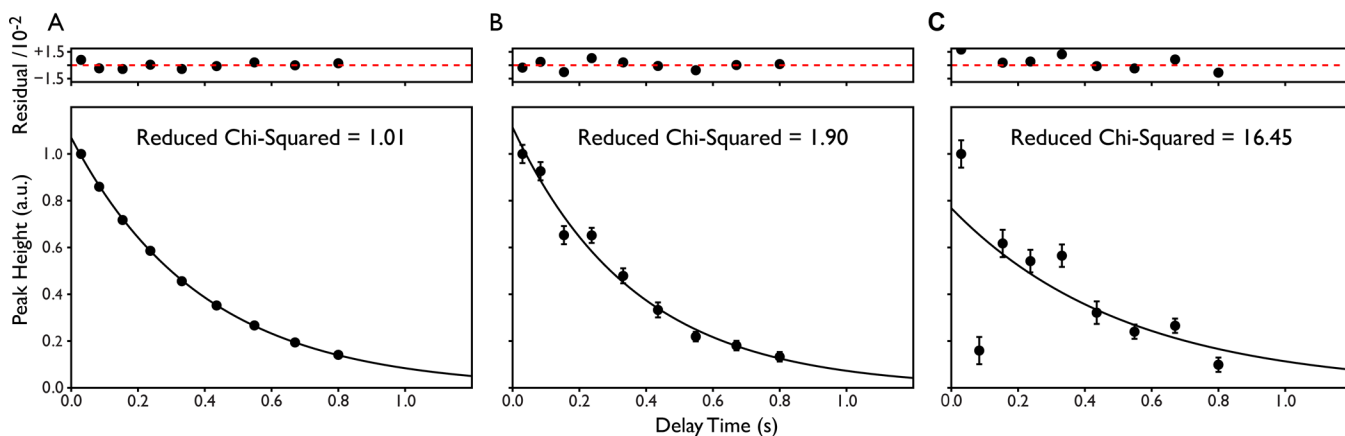 A
B
C
Residual /10-2
+1.5
−1.5
Reduced Chi-Squared = 1.01
Reduced Chi-Squared = 1.90
Reduced Chi-Squared = 16.45
Peak Height (a.u.)
1.0
0.8
0.6
0.4
0.2
0.0
0.0 0.2 0.4 0.6 0.8 1.0
0.0 0.2 0.4 0.6 0.8 1.0
0.0 0.2 0.4 0.6 0.8 1.0
Delay Time (s)